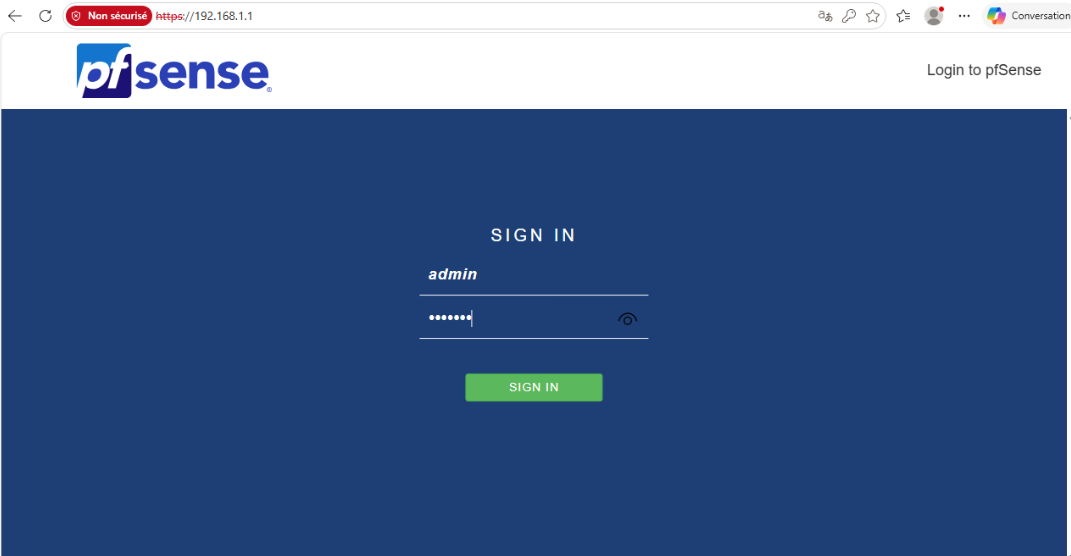 Non sécurisé https://192.168.1.1
Conversation
pfsense®
Login to pfSense
SIGN IN
admin
•••••••
SIGN IN